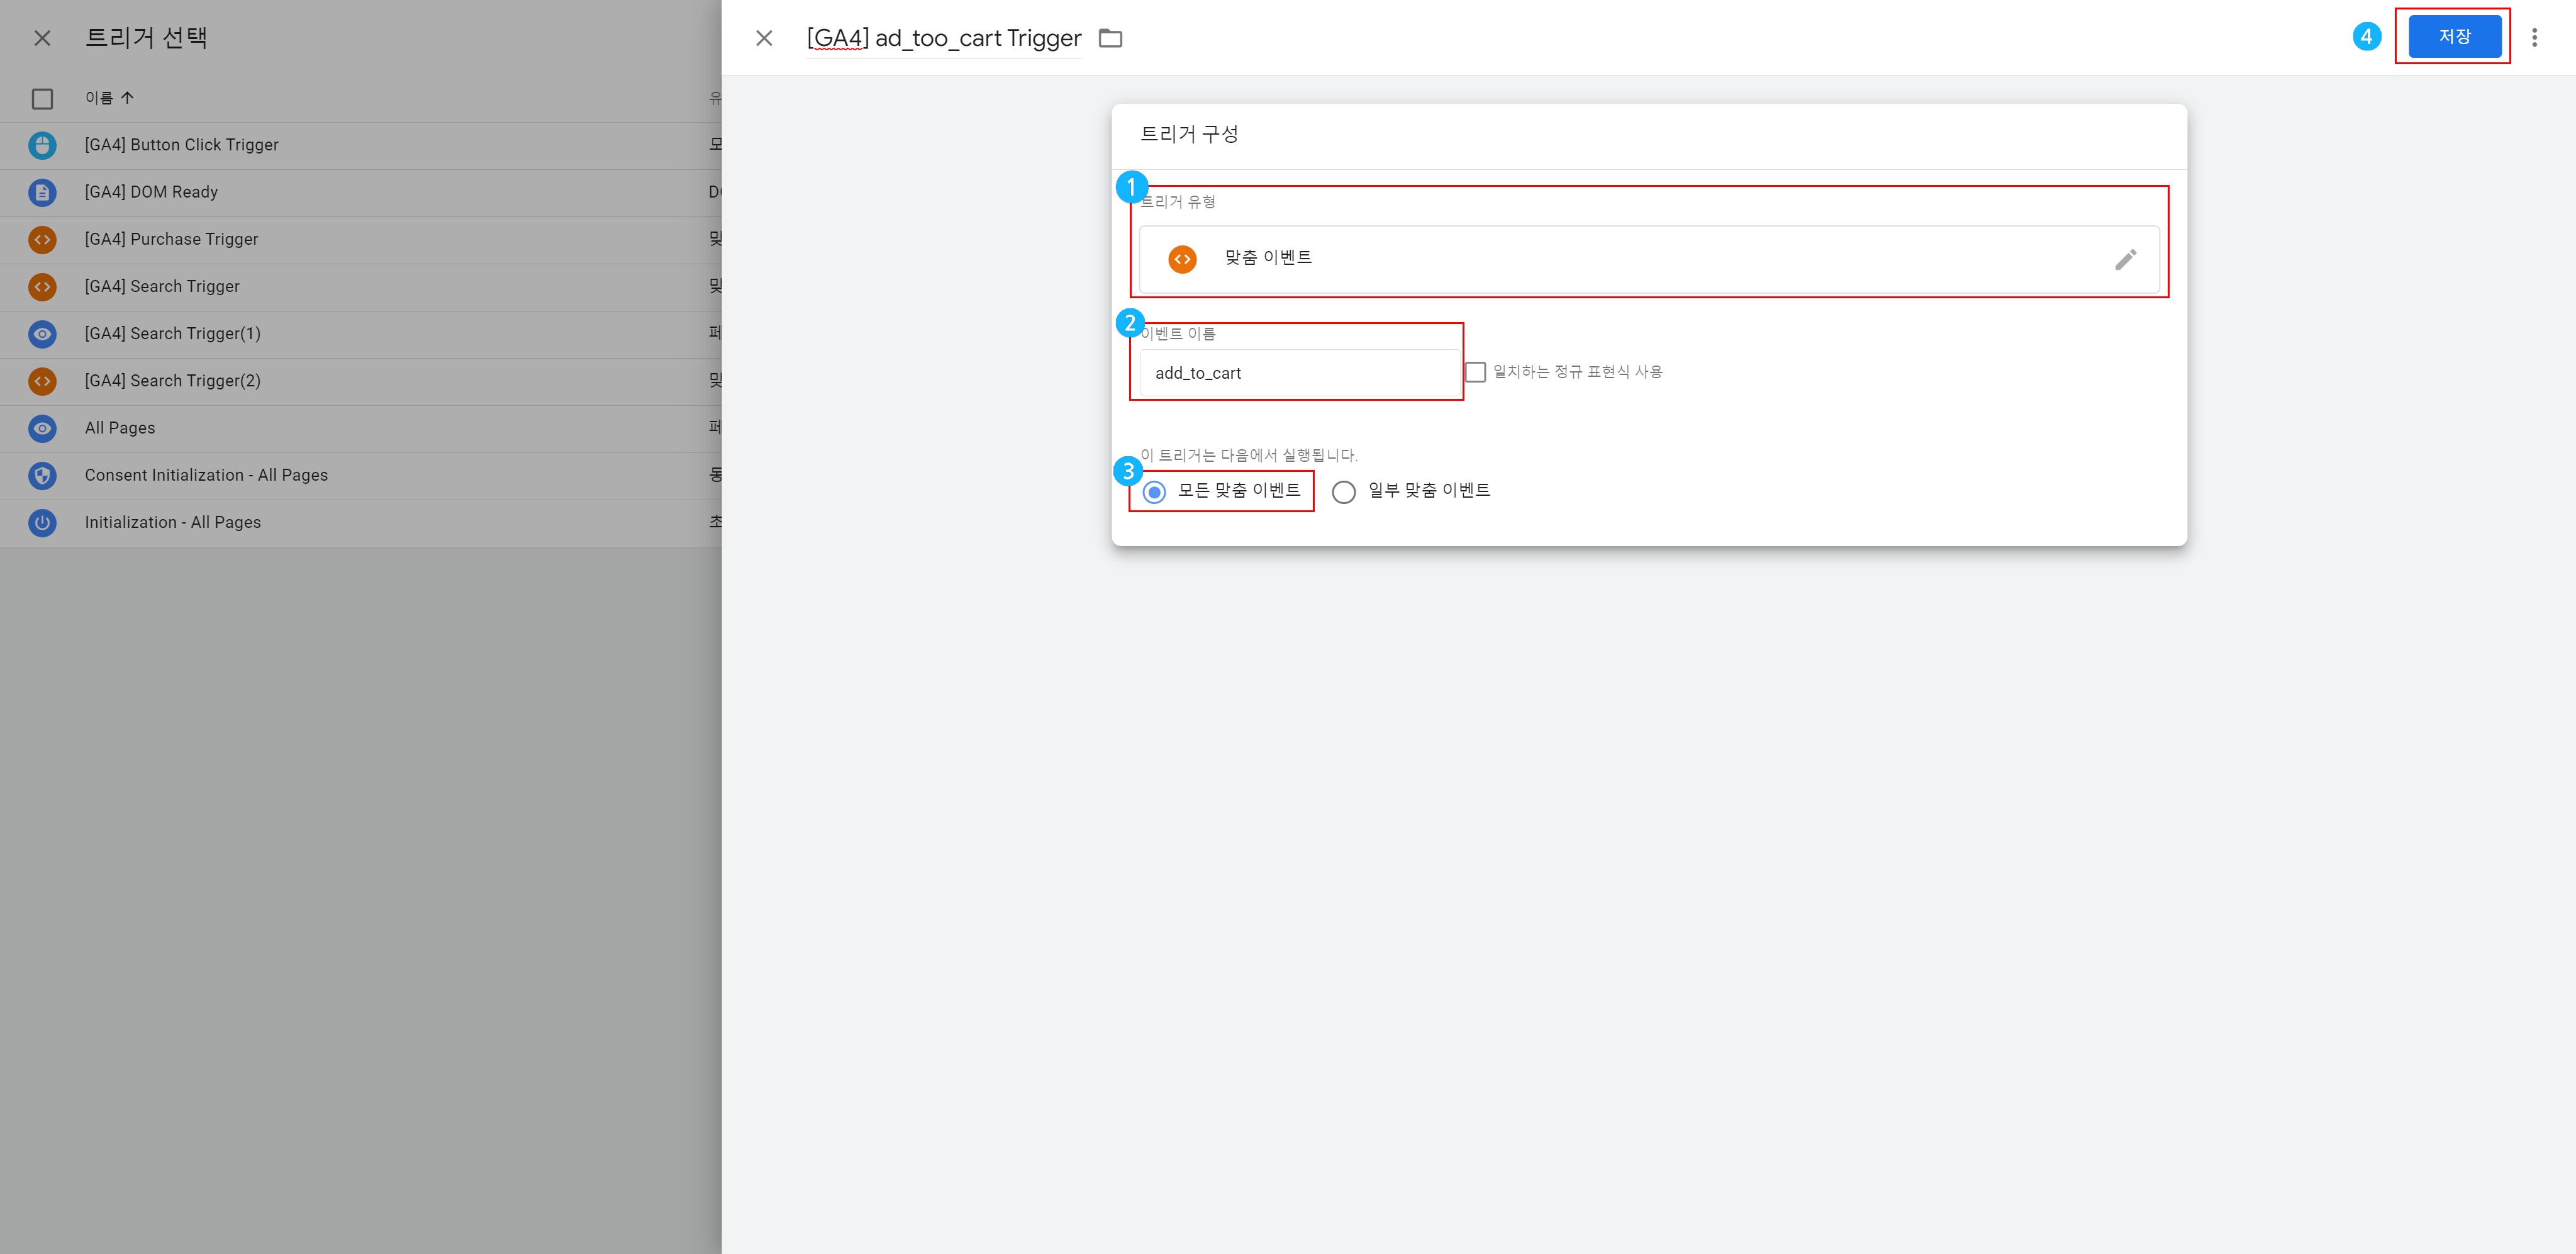 트리거 선택
이름
유
[GA4] Button Click Trigger
모
[GA4] DOM Ready
[GA4] Purchase Trigger
맞
[GA4] Search Trigger
맞
[GA4] Search Trigger(1)
페
[GA4] Search Trigger(2)
맞
All Pages
페
Consent Initialization - All Pages
동
Initialization - All Pages
초
[GA4] ad_too_cart Trigger
4
저장
트리거 구성
1
트리거 유형
맞춤 이벤트
2
이벤트 이름
add_to_cart
일치하는 정규 표현식 사용
이 트리거는 다음에서 실행됩니다.
3
모든 맞춤 이벤트
일부 맞춤 이벤트